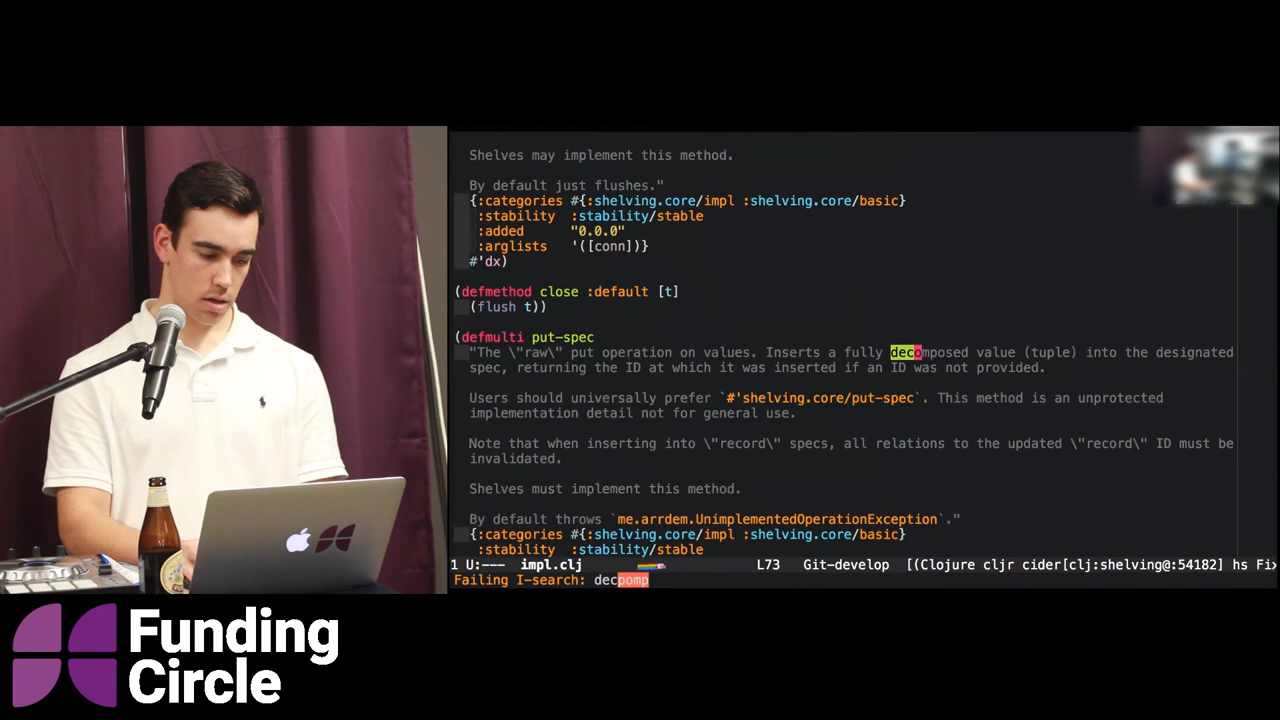 Shelves may implement this method.
By default just flushes."
{:categories #{:shelving.core/impl :shelving.core/basic}
:stability :stability/stable
:added "0.0.0"
:arglists '([conn])}
#'dx)
(defmethod close :default [t]
(flush t))
(defmulti put-spec
"The \"raw\" put operation on values. Inserts a fully decomposed value (tuple) into the designated
spec, returning the ID at which it was inserted if an ID was not provided.
Users should universally prefer `#'shelving.core/put-spec`. This method is an unprotected
implementation detail not for general use.
Note that when inserting into \"record\" specs, all relations to the updated \"record\" ID must be
invalidated.
Shelves must implement this method.
By default throws `me.arrdem.UnimplementedOperationException`."
{:categories #{:shelving.core/impl :shelving.core/basic}
:stability :stability/stable
1 U:--- impl.clj L73 Git-develop [(Clojure cljr cider[clj:shelving@:54182] hs Fix
Failing I-search: decpomp
Funding
Circle